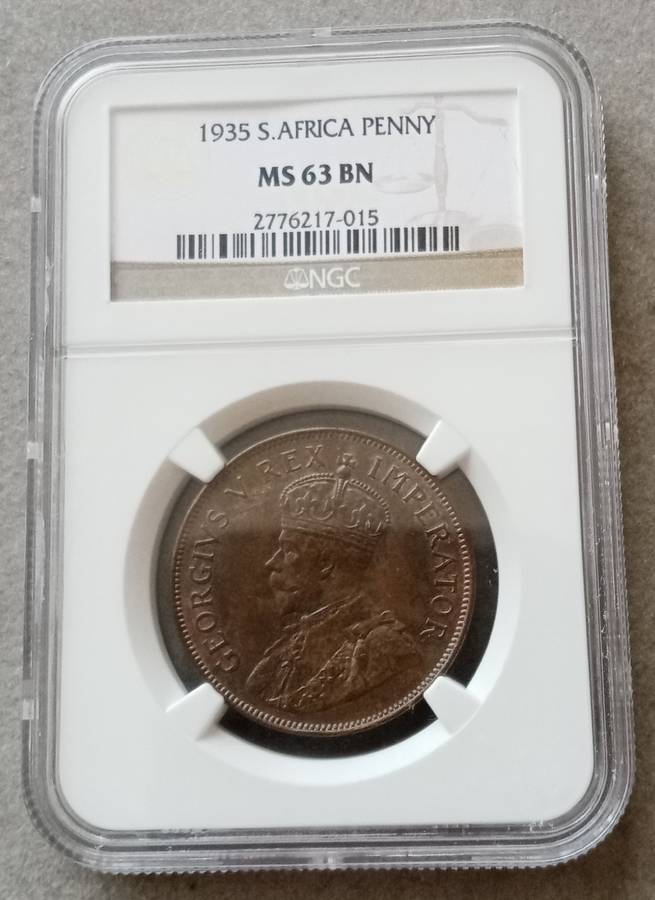 1935 S.AFRICA PENNY
MS 63 BN
2776217-015
NGC
GEORGIVS V REX IMPERATOR